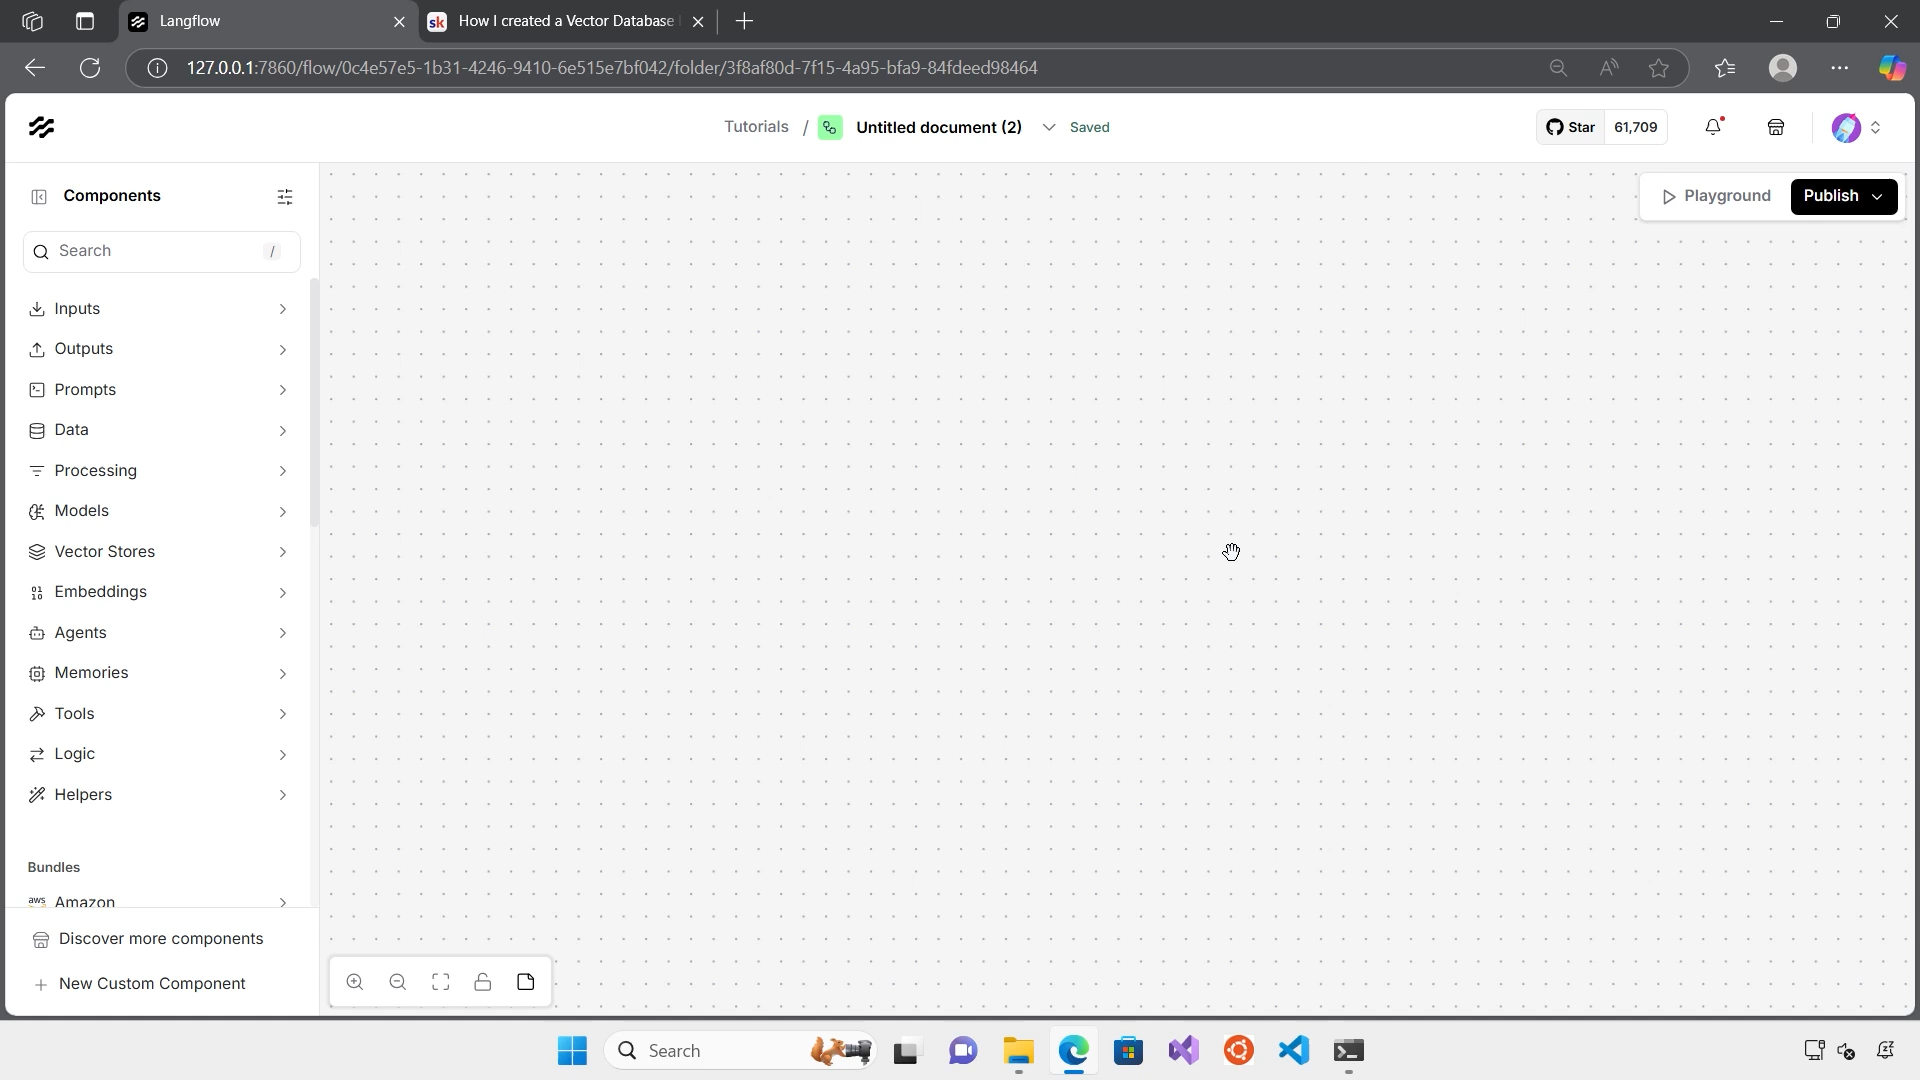 Langflow
How I created a Vector Database
127.0.0.1:7860/flow/0c4e57e5-1b31-4246-9410-6e515e7bf042/folder/3f8af80d-7f15-4a95-bfa9-84fdeed98464
Tutorials / Untitled document (2) Saved
Star 61,709
Components
Playground
Publish
Search /
Inputs
Outputs
Prompts
Data
Processing
Models
Vector Stores
Embeddings
Agents
Memories
Tools
Logic
Helpers
Bundles
aws Amazon
Discover more components
New Custom Component
Search